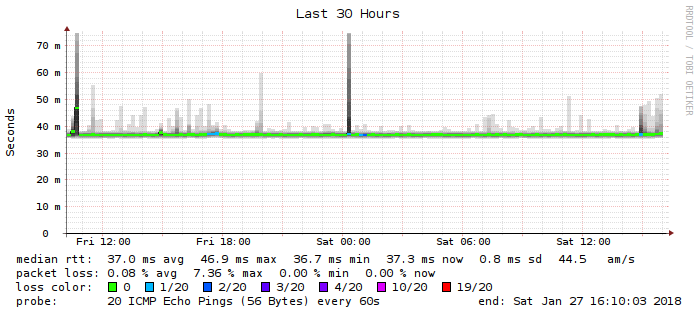 Last 30 Hours
RRDTOOL / TOBI OETIKER
Seconds
70 m
60 m
50 m
40 m
30 m
20 m
10 m
0
Fri 12:00 Fri 18:00 Sat 00:00 Sat 06:00 Sat 12:00
median rtt: 37.0 ms avg 46.9 ms max 36.7 ms min 37.3 ms now 0.8 ms sd 44.5 am/s
packet loss: 0.08 % avg 7.36 % max 0.00 % min 0.00 % now
loss color: 0 1/20 2/20 3/20 4/20 10/20 19/20
probe: 20 ICMP Echo Pings (56 Bytes) every 60s end: Sat Jan 27 16:10:03 2018